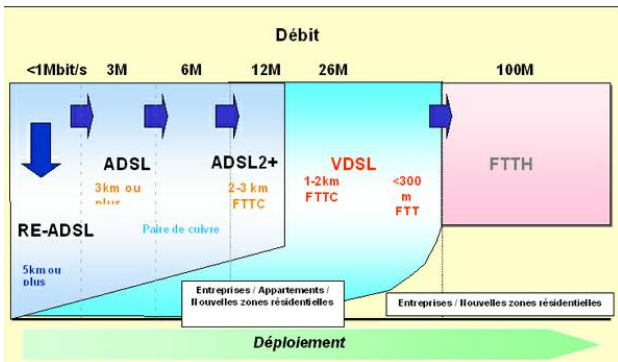 Débit
<1Mbit/s 3M 6M 12M 26M 100M
ADSL ADSL2+ VDSL FTTH
3km ou
plus
2-3 km
FTTC
1-2km
FTTC
<300
m
FTT
RE-ADSL
Paire de cuivre
5km ou
plus
Entreprises / Appartements /
Nouvelles zones résidentielles
Entreprises / Nouvelles zones résidentielles
Déploiement